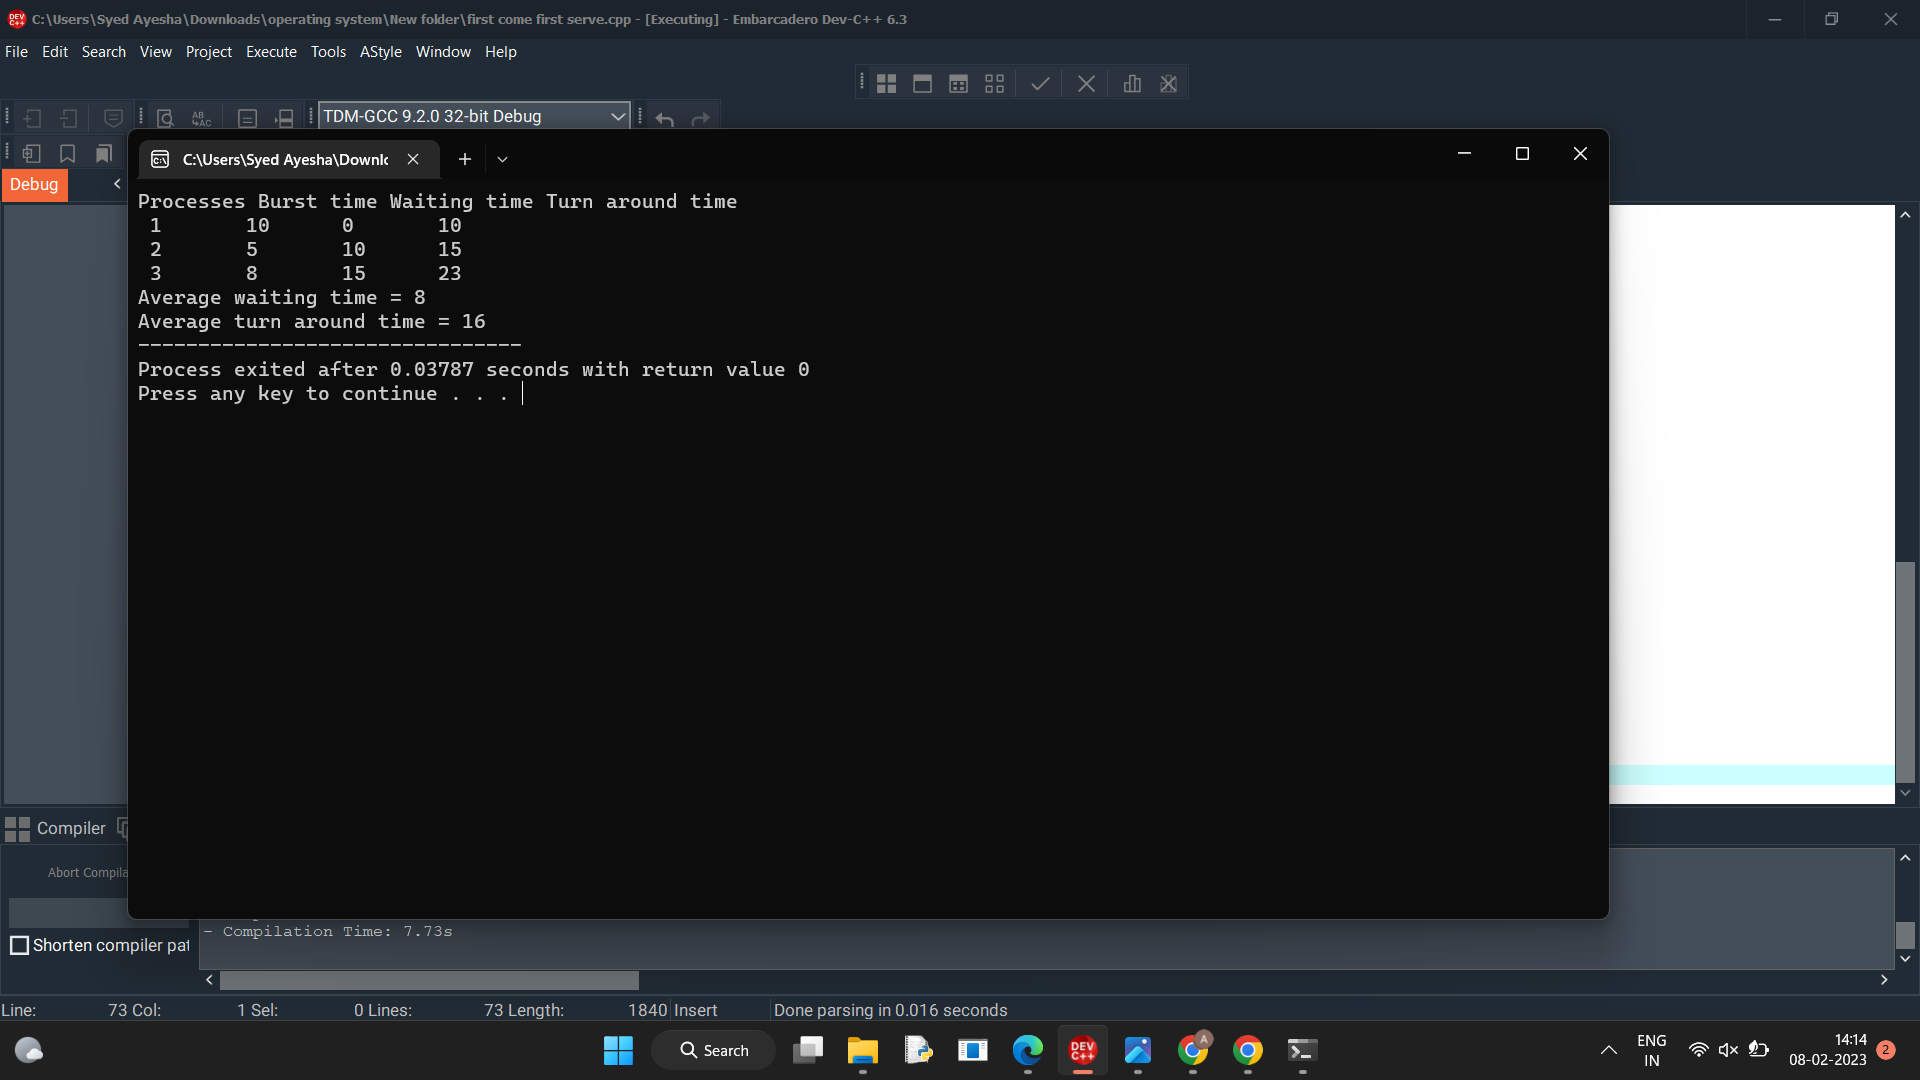 C:\Users\Syed Ayesha\Downloads\operating system\New folder\first come first serve.cpp - [Executing] - Embarcadero Dev-C++ 6.3
File Edit Search View Project Execute Tools AStyle Window Help
TDM-GCC 9.2.0 32-bit Debug
C:\Users\Syed Ayesha\Downl
Debug
Processes Burst time Waiting time Turn around time
1 10 0 10
2 5 10 15
3 8 15 23
Average waiting time = 8
Average turn around time = 16
--------------------------------
Process exited after 0.03787 seconds with return value 0
Press any key to continue . . .
Compiler
Abort Compila
- Compilation Time: 7.73s
Shorten compiler pat
Line: 73 Col: 1 Sel: 0 Lines: 73 Length: 1840 Insert Done parsing in 0.016 seconds
Search
DEV C++
A
ENG
IN
14:14
08-02-2023
2